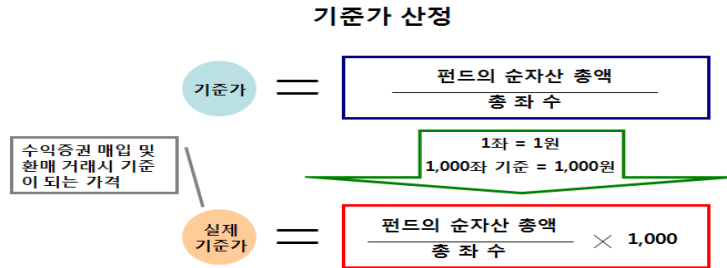 기준가 산정
기준가
=
펀드의 순자산 총액
총 좌 수
수익증권 매입 및
환매 거래시 기준
이 되는 가격
1좌 = 1원
1,000좌 기준 = 1,000원
실제
기준가
=
펀드의 순자산 총액
총 좌 수
× 1,000